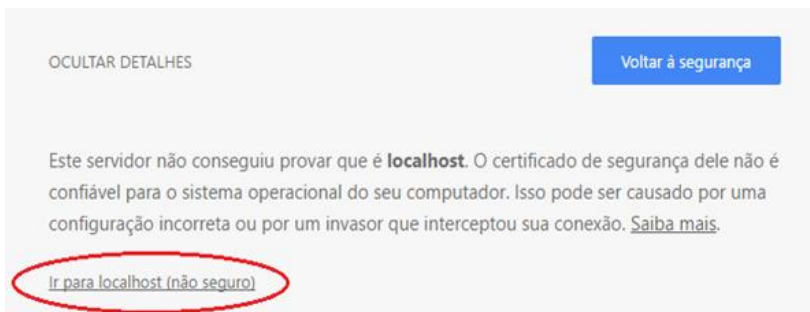 OCULTAR DETALHES
Voltar à segurança
Este servidor não conseguiu provar que é localhost. O certificado de segurança dele não é
confiável para o sistema operacional do seu computador. Isso pode ser causado por uma
configuração incorreta ou por um invasor que interceptou sua conexão. Saiba mais.
Ir para localhost (não seguro)